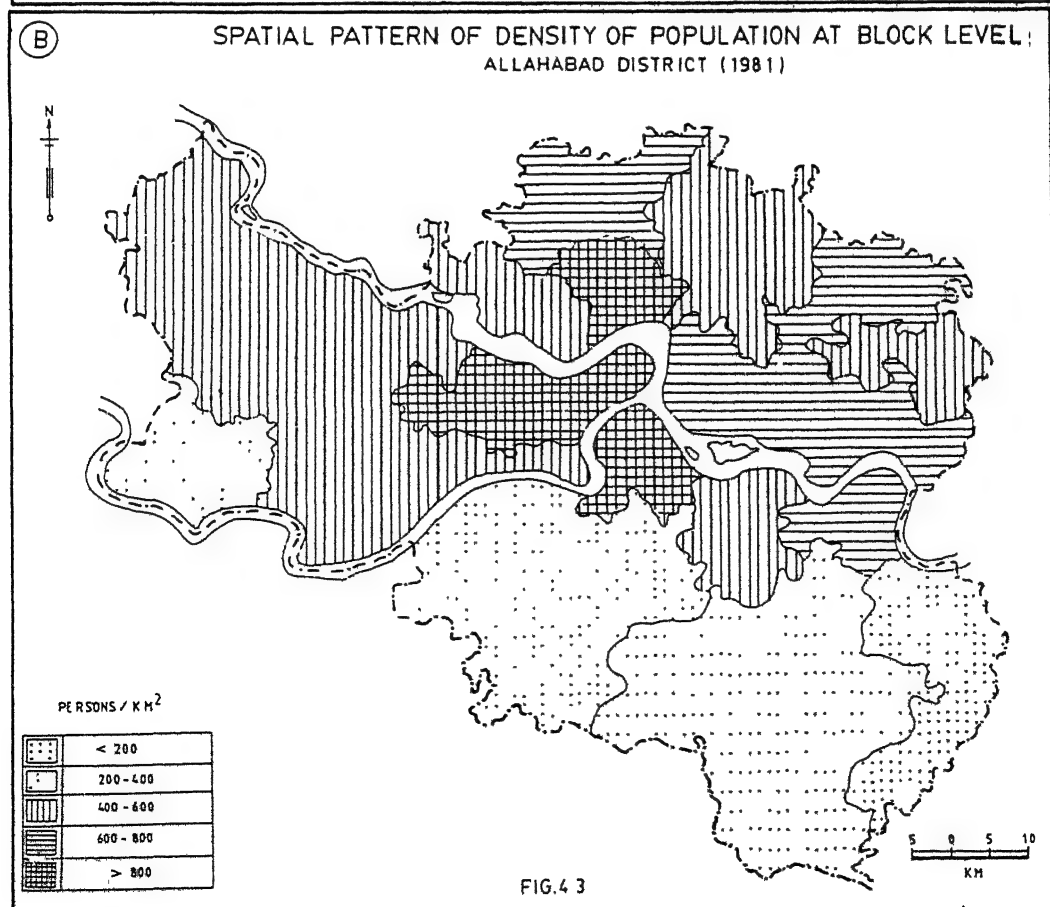 B
SPATIAL PATTERN OF DENSITY OF POPULATION AT BLOCK LEVEL;
ALLAHABAD DISTRICT (1981)
N
PERSONS / KM²
< 200
200-400
400-600
600-800
> 800
5 0 5 10
KM
FIG.4 3